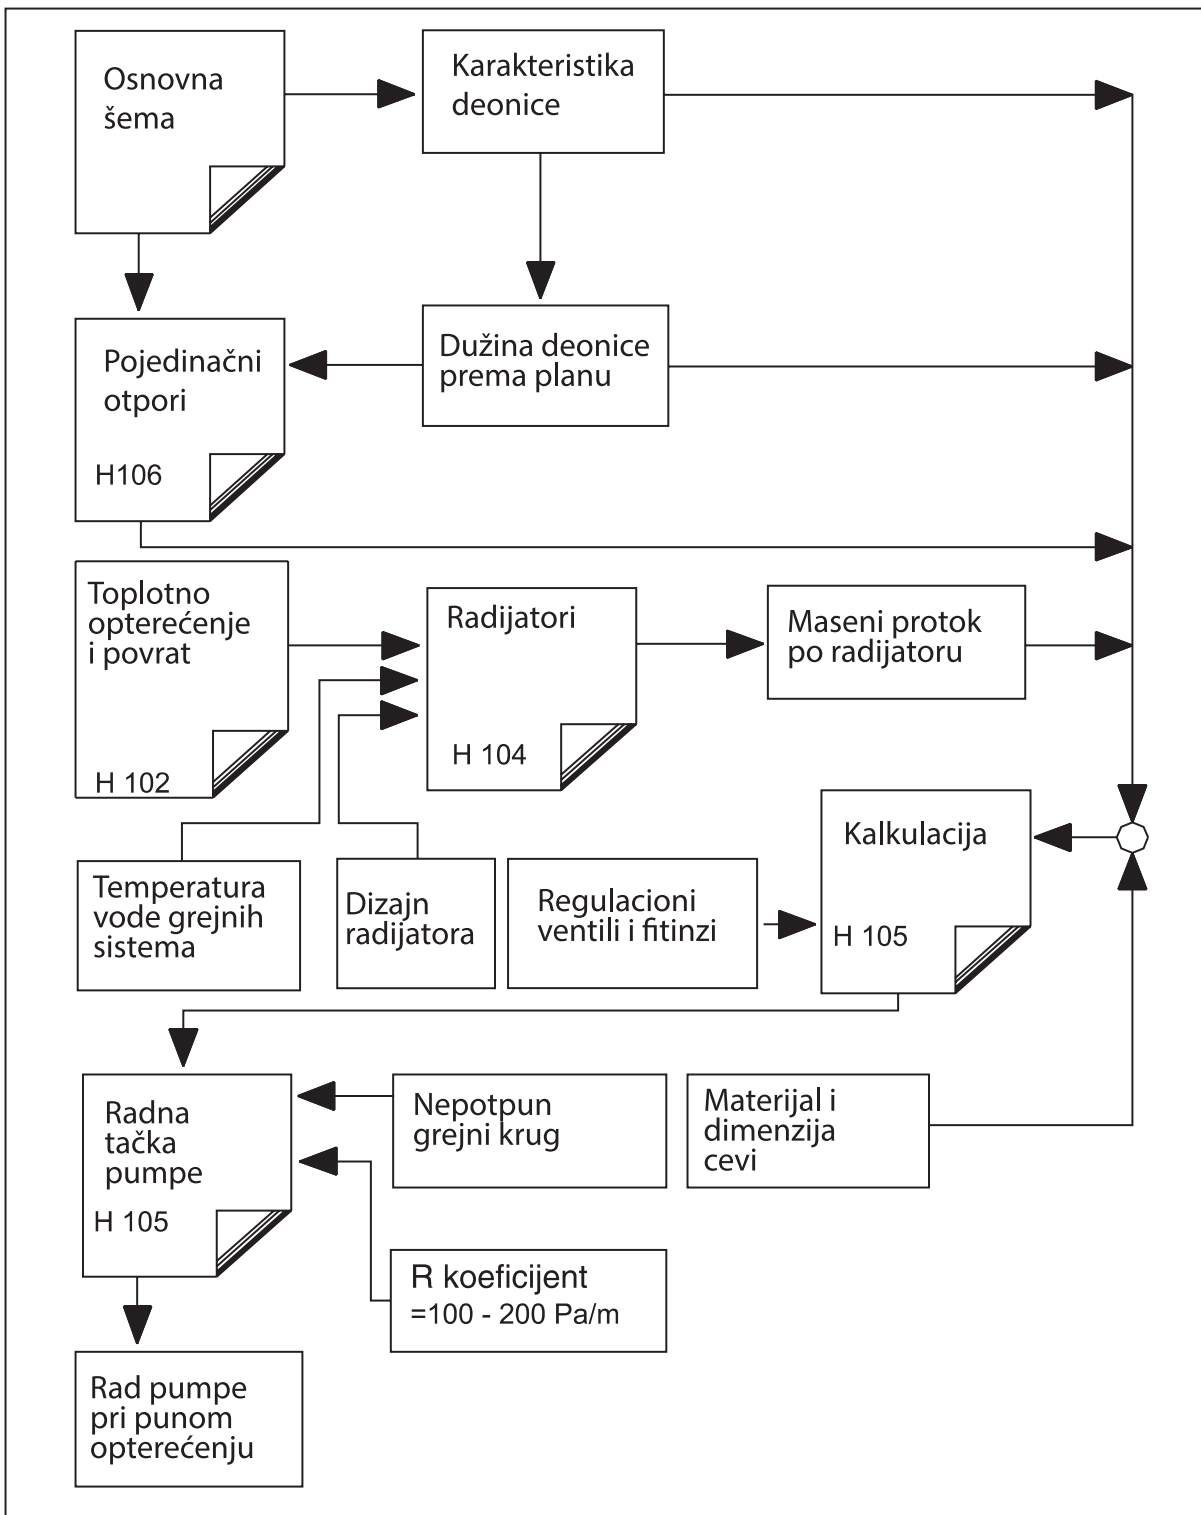 Osnovna
šema
Karakteristika
deonice
Pojedinačni
otpori
H106
Dužina deonice
prema planu
Toplotno
opterećenje
i povrat
H 102
Radijatori
H 104
Maseni protok
po radijatoru
Temperatura
vode grejnih
sistema
Dizajn
radijatora
Regulacioni
ventili i fitinzi
Kalkulacija
H 105
Radna
tačka
pumpe
H 105
Nepotpun
grejni krug
Materijal i
dimenzija
cevi
R koeficijent
=100 - 200 Pa/m
Rad pumpe
pri punom
opterećenju